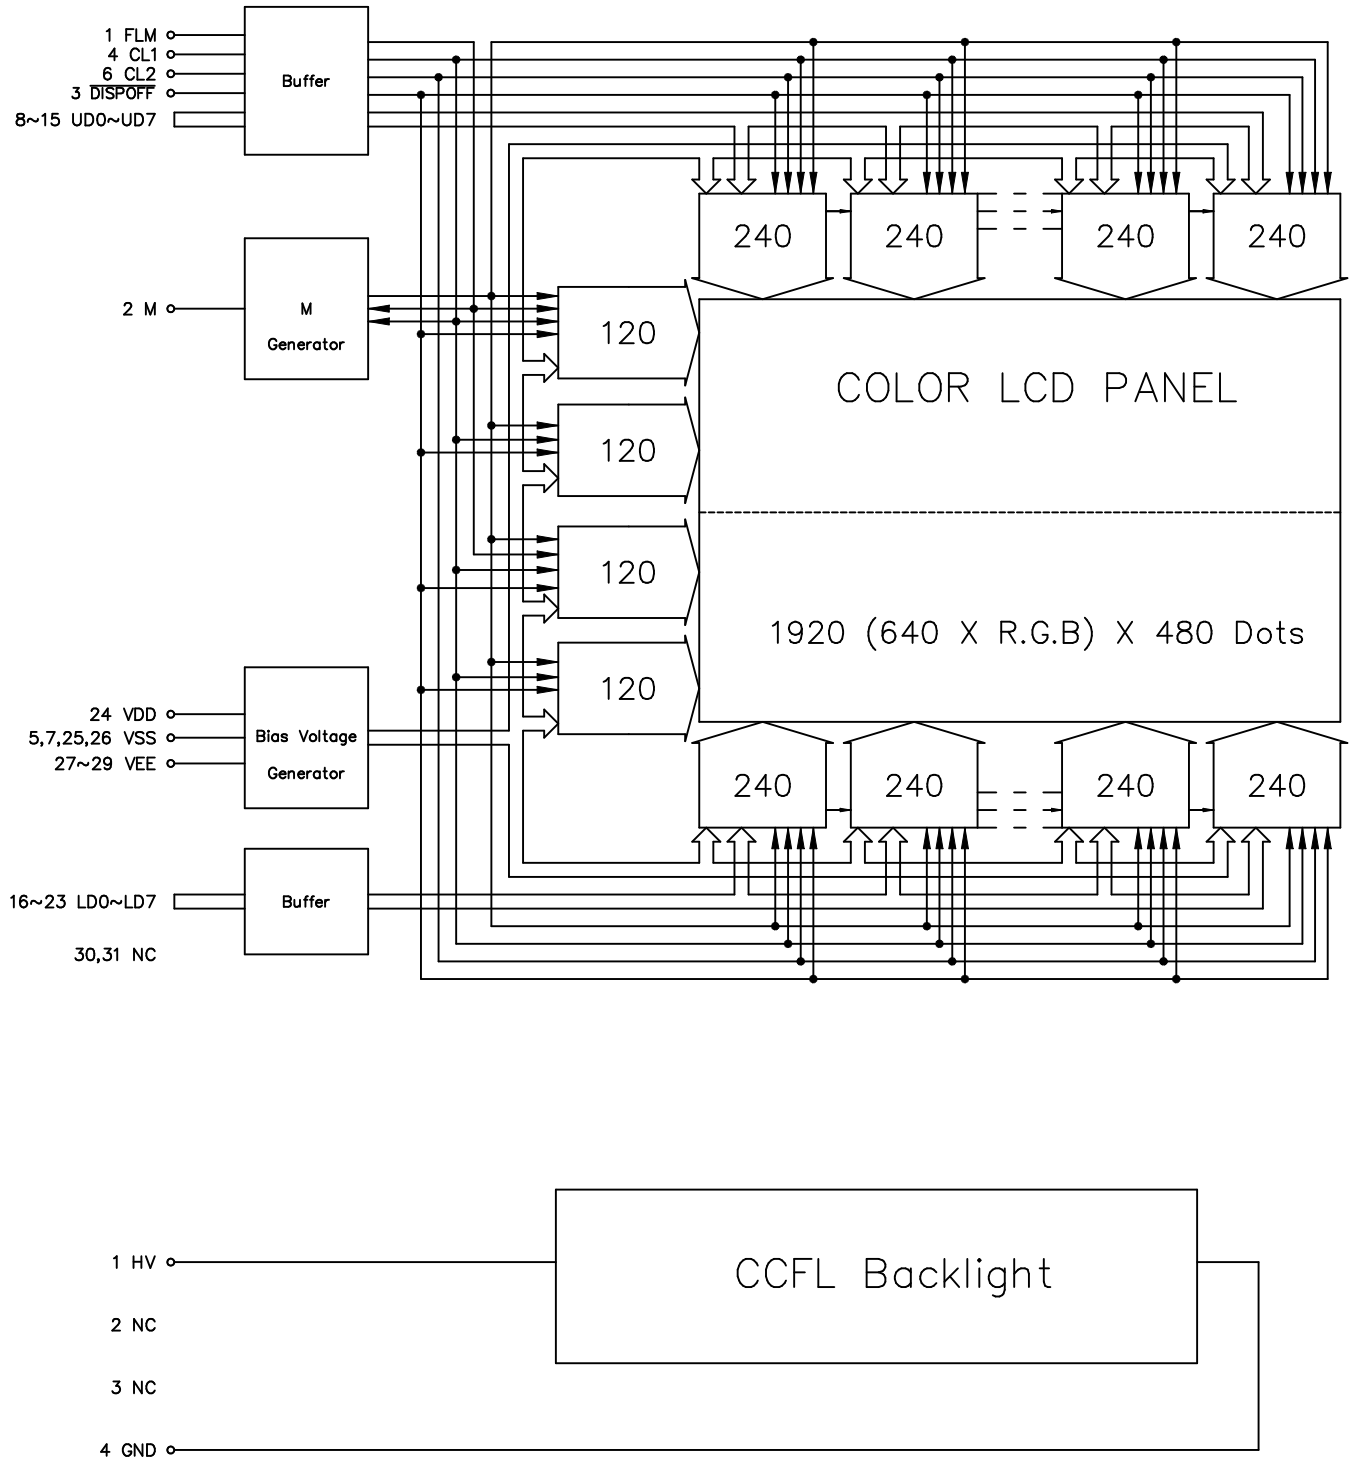 1 FLM
4 CL1
6 CL2
3 DISPOFF
8~15 UD0~UD7
Buffer
240 240 240 240
2 M
M
Generator
120
COLOR LCD PANEL
120
120
1920 (640 X R.G.B) X 480 Dots
120
24 VDD
5,7,25,26 VSS
27~29 VEE
Bias Voltage
Generator
240 240 240 240
16~23 LD0~LD7
Buffer
30,31 NC
1 HV
CCFL Backlight
2 NC
3 NC
4 GND